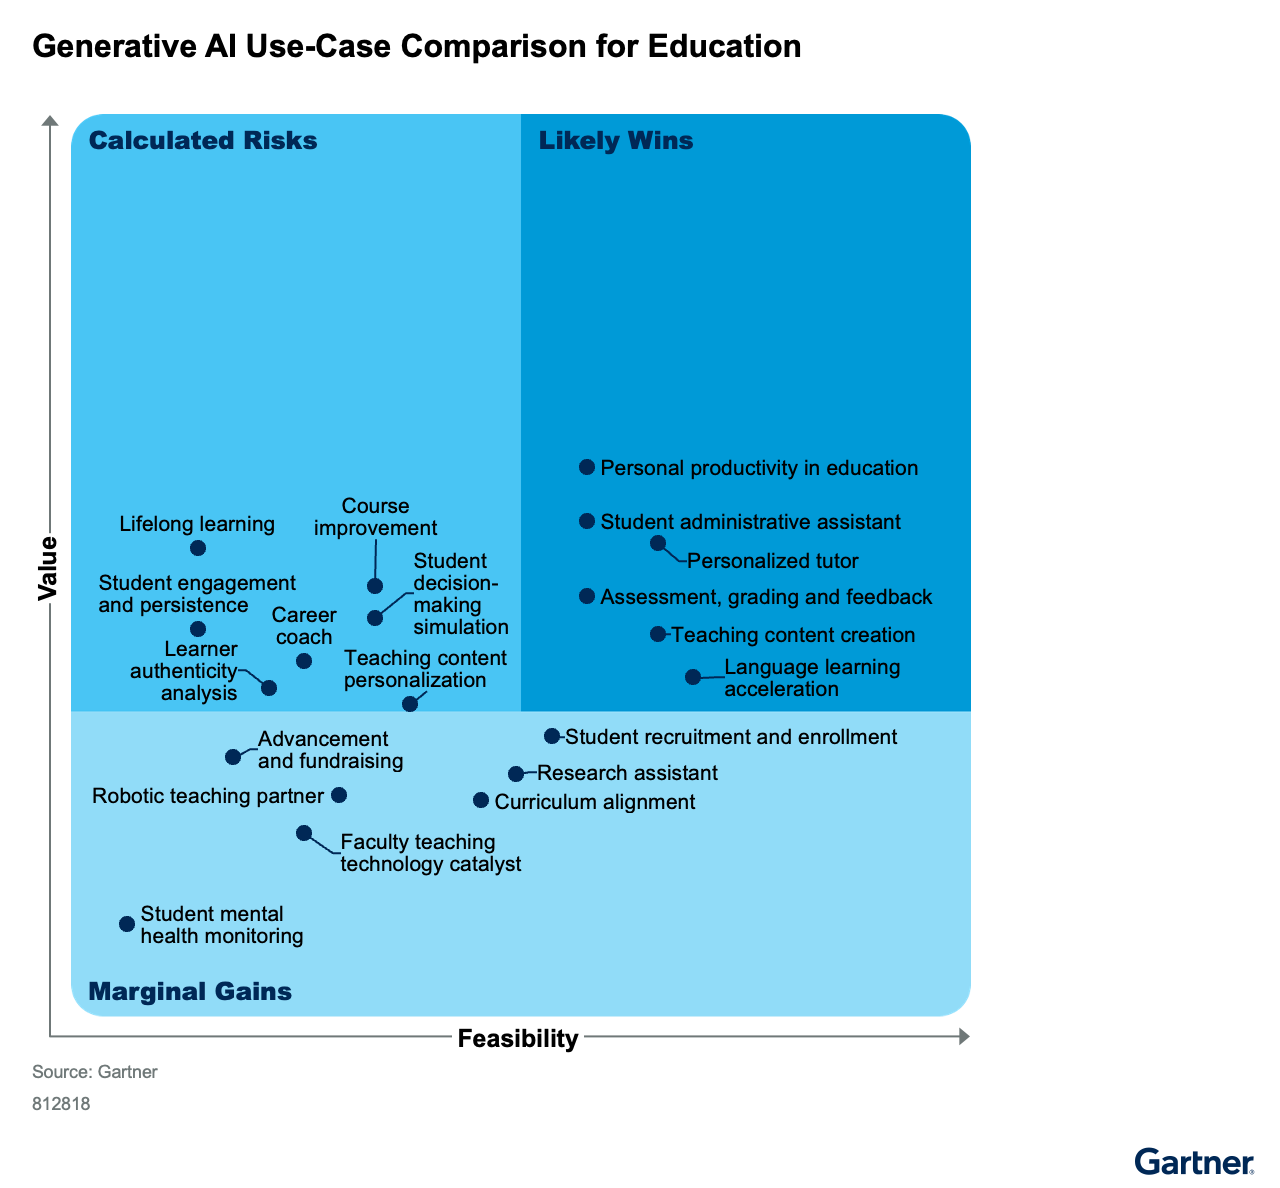 Generative AI Use-Case Comparison for Education
Calculated Risks
Likely Wins
Personal productivity in education
Student administrative assistant
Personalized tutor
Assessment, grading and feedback
Teaching content creation
Language learning
acceleration
Lifelong learning
Course
improvement
Student
decision-
making
simulation
Student engagement
and persistence
Career
coach
Learner
authenticity
analysis
Teaching content
personalization
Advancement
and fundraising
Student recruitment and enrollment
Research assistant
Robotic teaching partner
Curriculum alignment
Faculty teaching
technology catalyst
Student mental
health monitoring
Marginal Gains
Value
Feasibility
Source: Gartner
812818
Gartner